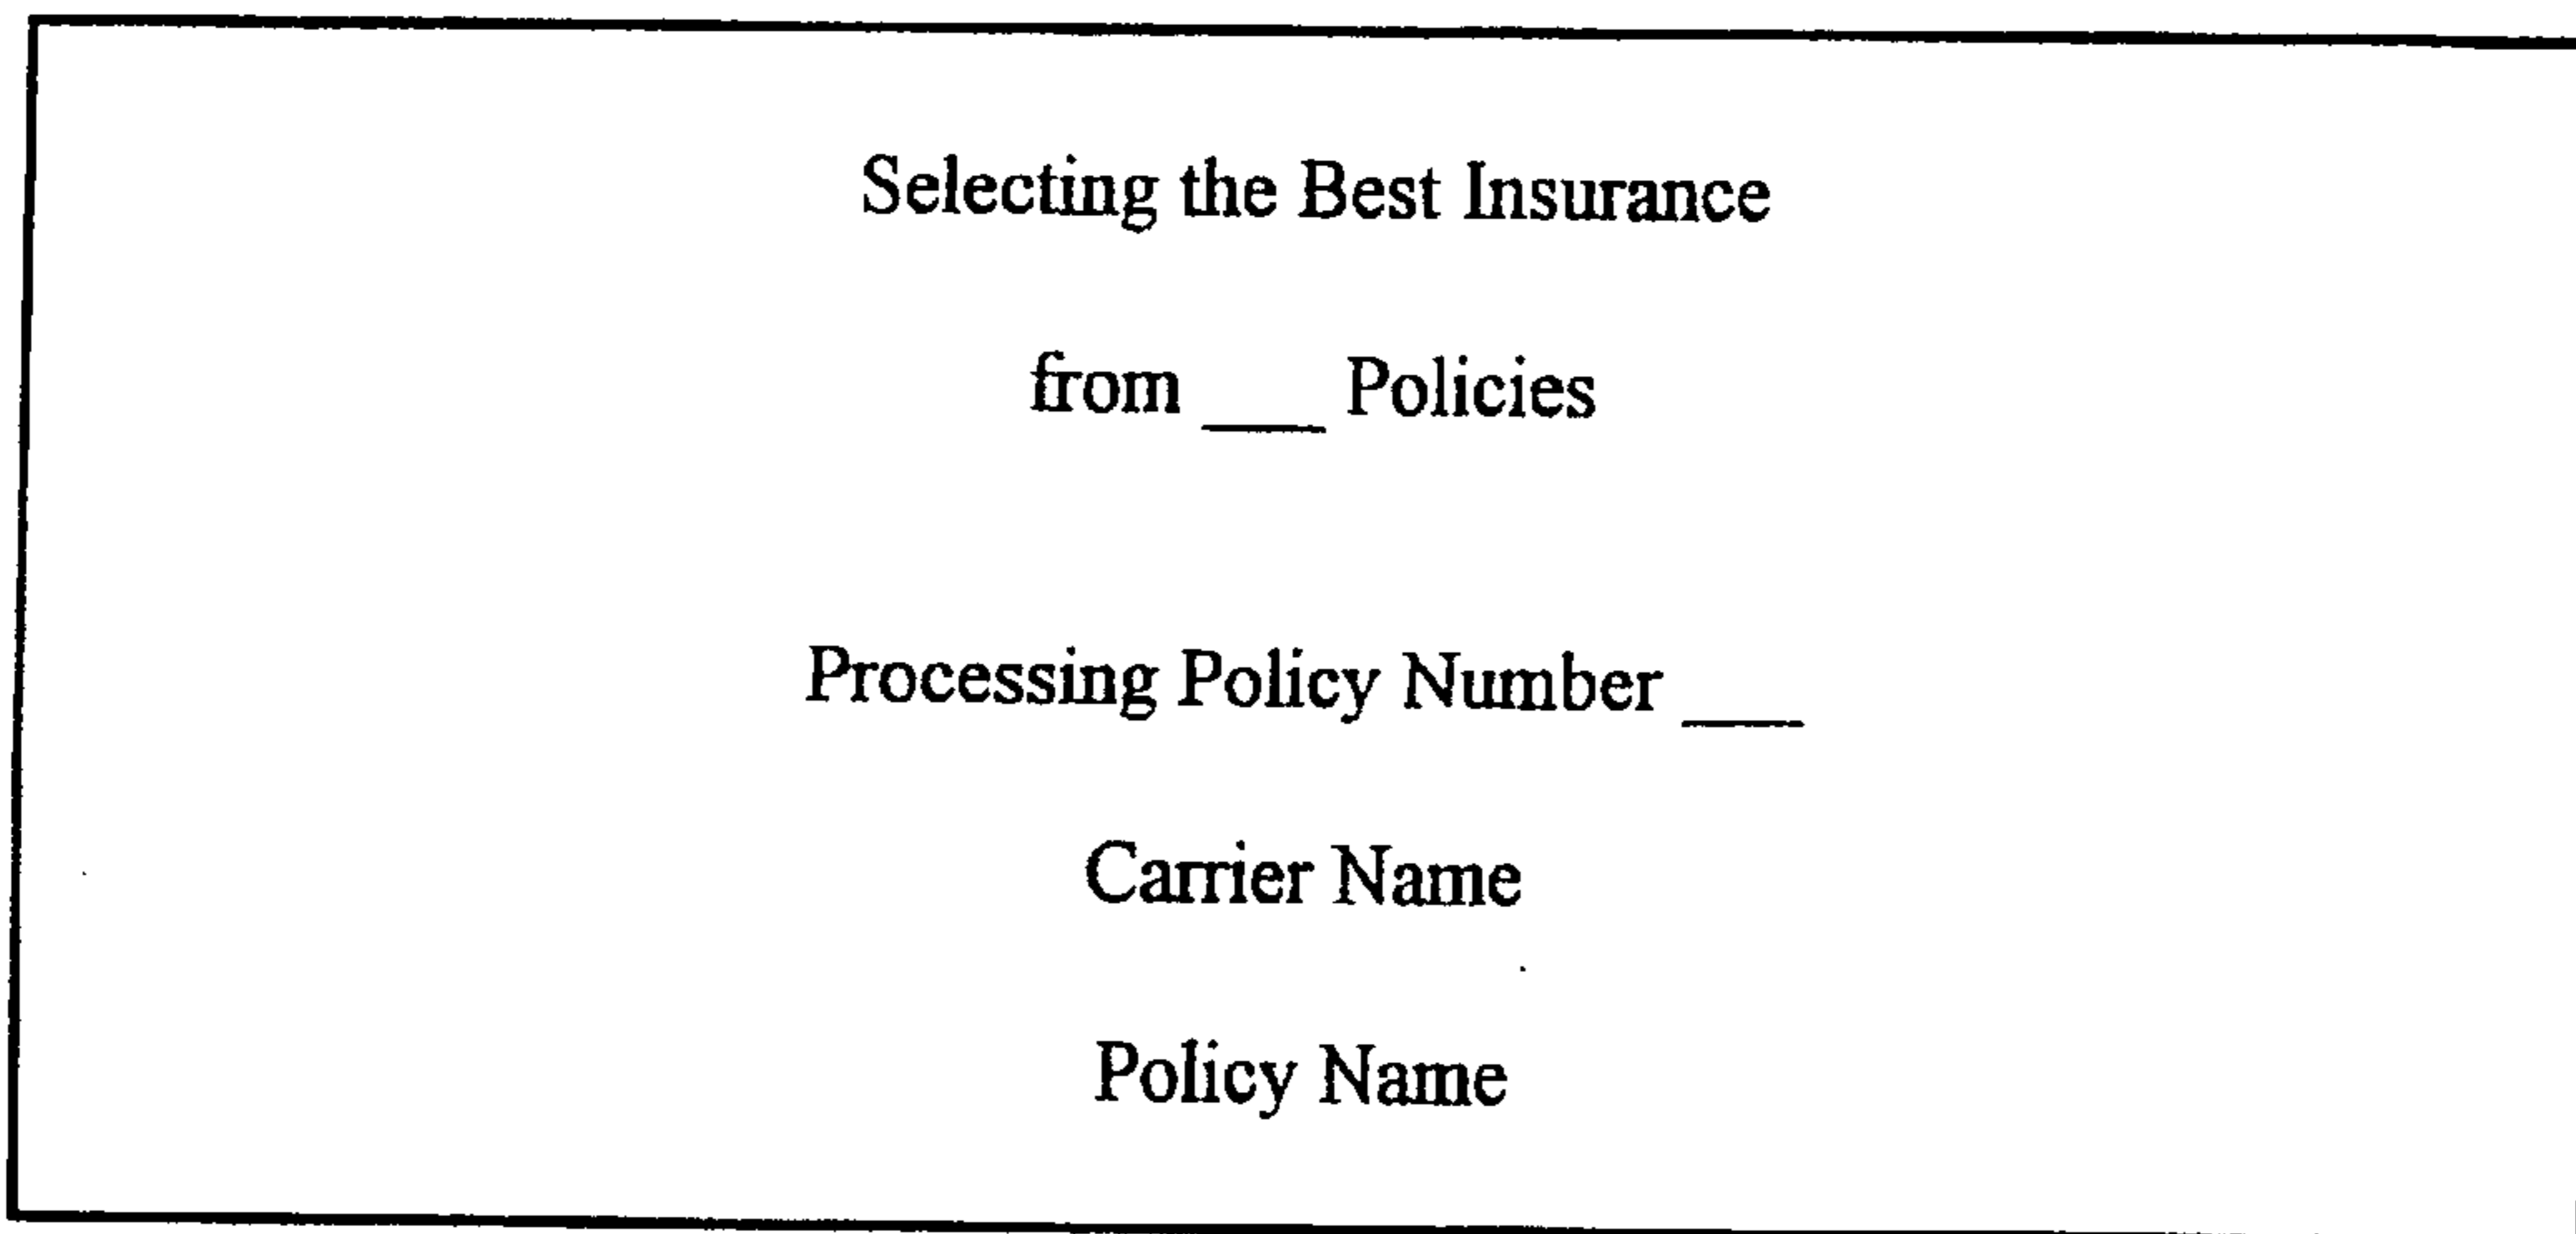 Selecting the Best Insurance
from ___ Policies
Processing Policy Number ___
Carrier Name
Policy Name